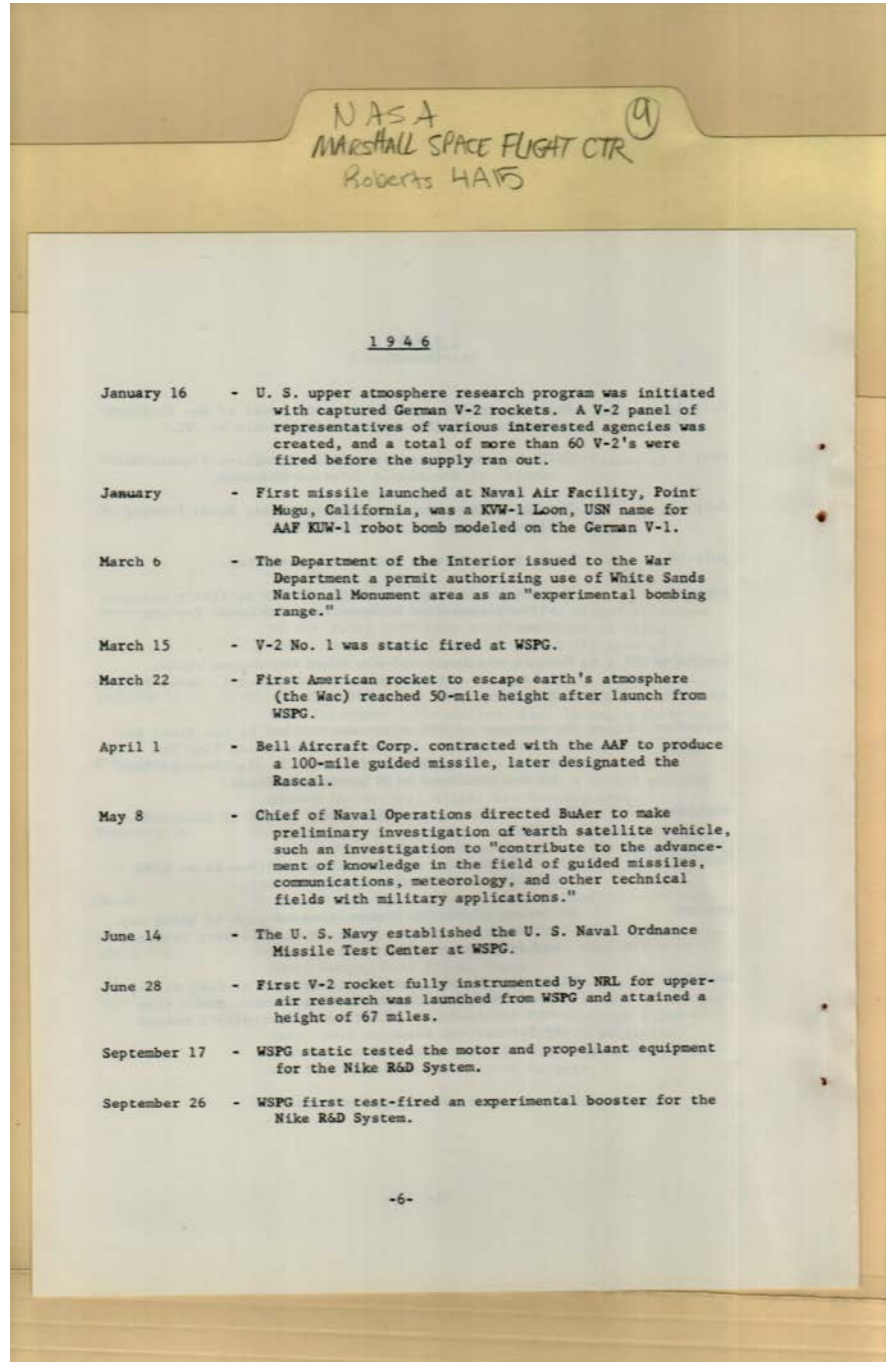 NASA 9
MARSHALL SPACE FLIGHT CTR
Roberts 4A15
1 9 4 6
January 16 - U. S. upper atmosphere research program was initiated
with captured German V-2 rockets. A V-2 panel of
representatives of various interested agencies was
created, and a total of more than 60 V-2's were
fired before the supply ran out.
January - First missile launched at Naval Air Facility, Point
Mugu, California, was a KVW-1 Loon, USN name for
AAF KUW-1 robot bomb modeled on the German V-1.
March 6 - The Department of the Interior issued to the War
Department a permit authorizing use of White Sands
National Monument area as an "experimental bombing
range."
March 15 - V-2 No. 1 was static fired at WSPG.
March 22 - First American rocket to escape earth's atmosphere
(the Wac) reached 50-mile height after launch from
WSPG.
April 1 - Bell Aircraft Corp. contracted with the AAF to produce
a 100-mile guided missile, later designated the
Rascal.
May 8 - Chief of Naval Operations directed BuAer to make
preliminary investigation of earth satellite vehicle,
such an investigation to "contribute to the advance-
ment of knowledge in the field of guided missiles,
communications, meteorology, and other technical
fields with military applications."
June 14 - The U. S. Navy established the U. S. Naval Ordnance
Missile Test Center at WSPG.
June 28 - First V-2 rocket fully instrumented by NRL for upper-
air research was launched from WSPG and attained a
height of 67 miles.
September 17 - WSPG static tested the motor and propellant equipment
for the Nike R&D System.
September 26 - WSPG first test-fired an experimental booster for the
Nike R&D System.
-6-